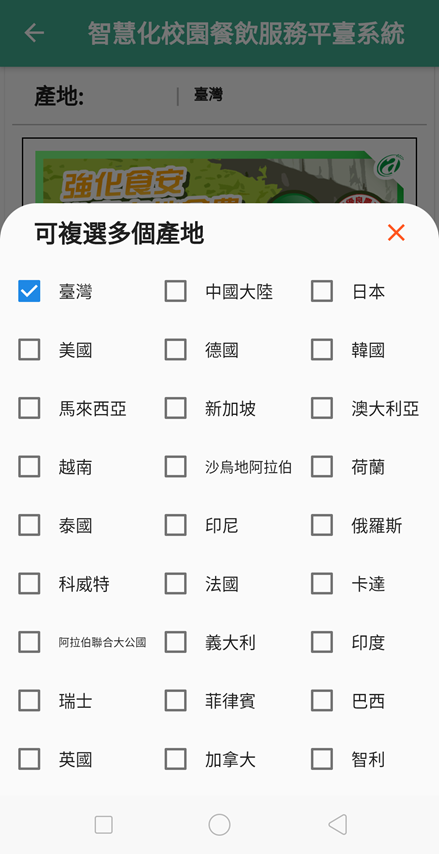 智慧化校園餐飲服務平臺系統
產地:
臺灣
強化食安
可複選多個產地
臺灣 中國大陸 日本
美國 德國 韓國
馬來西亞 新加坡 澳大利亞
越南 沙烏地阿拉伯 荷蘭
泰國 印尼 俄羅斯
科威特 法國 卡達
阿拉伯聯合大公國 義大利 印度
瑞士 菲律賓 巴西
英國 加拿大 智利